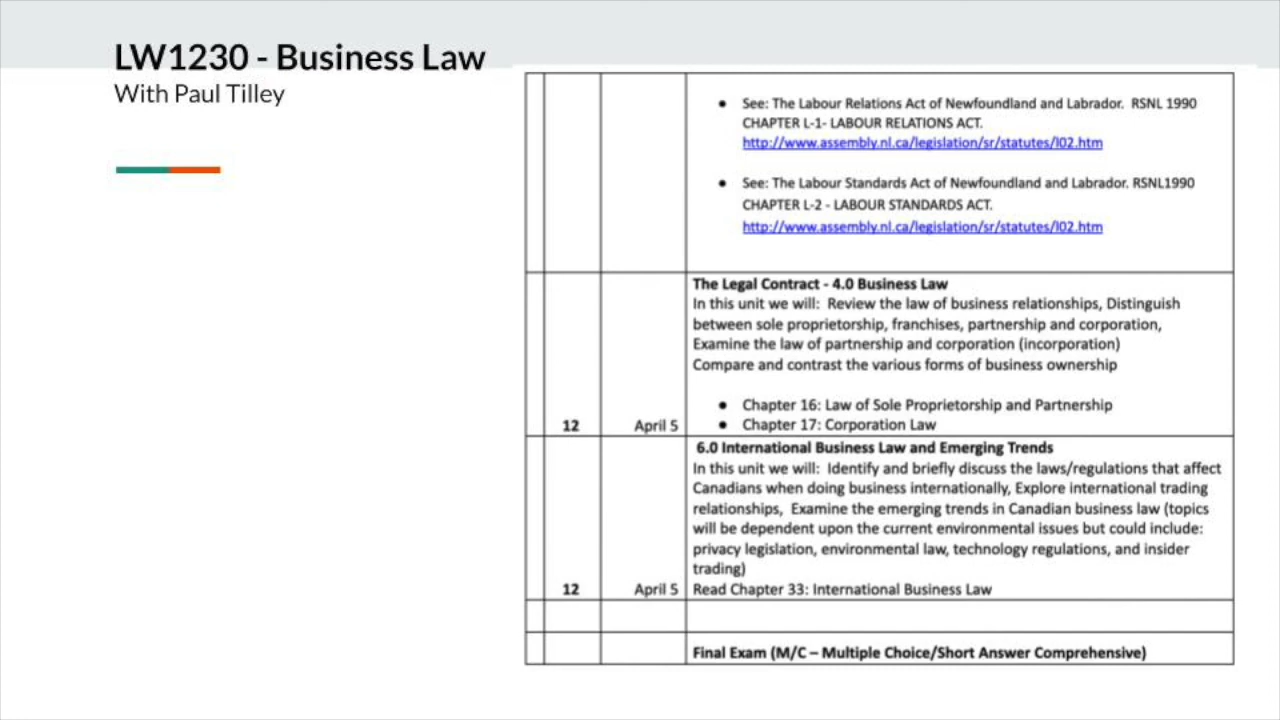 LW1230 - Business Law
With Paul Tilley
● See: The Labour Relations Act of Newfoundland and Labrador. RSNL 1990
CHAPTER L-1- LABOUR RELATIONS ACT.
http://www.assembly.nl.ca/legislation/sr/statutes/l02.htm
● See: The Labour Standards Act of Newfoundland and Labrador. RSNL1990
CHAPTER L-2 - LABOUR STANDARDS ACT.
http://www.assembly.nl.ca/legislation/sr/statutes/l02.htm
The Legal Contract - 4.0 Business Law
In this unit we will: Review the law of business relationships, Distinguish
between sole proprietorship, franchises, partnership and corporation,
Examine the law of partnership and corporation (incorporation)
Compare and contrast the various forms of business ownership
● Chapter 16: Law of Sole Proprietorship and Partnership
12 April 5 ● Chapter 17: Corporation Law
6.0 International Business Law and Emerging Trends
In this unit we will: Identify and briefly discuss the laws/regulations that affect
Canadians when doing business internationally, Explore international trading
relationships, Examine the emerging trends in Canadian business law (topics
will be dependent upon the current environmental issues but could include:
privacy legislation, environmental law, technology regulations, and insider
trading)
12 April 5 Read Chapter 33: International Business Law
Final Exam (M/C – Multiple Choice/Short Answer Comprehensive)